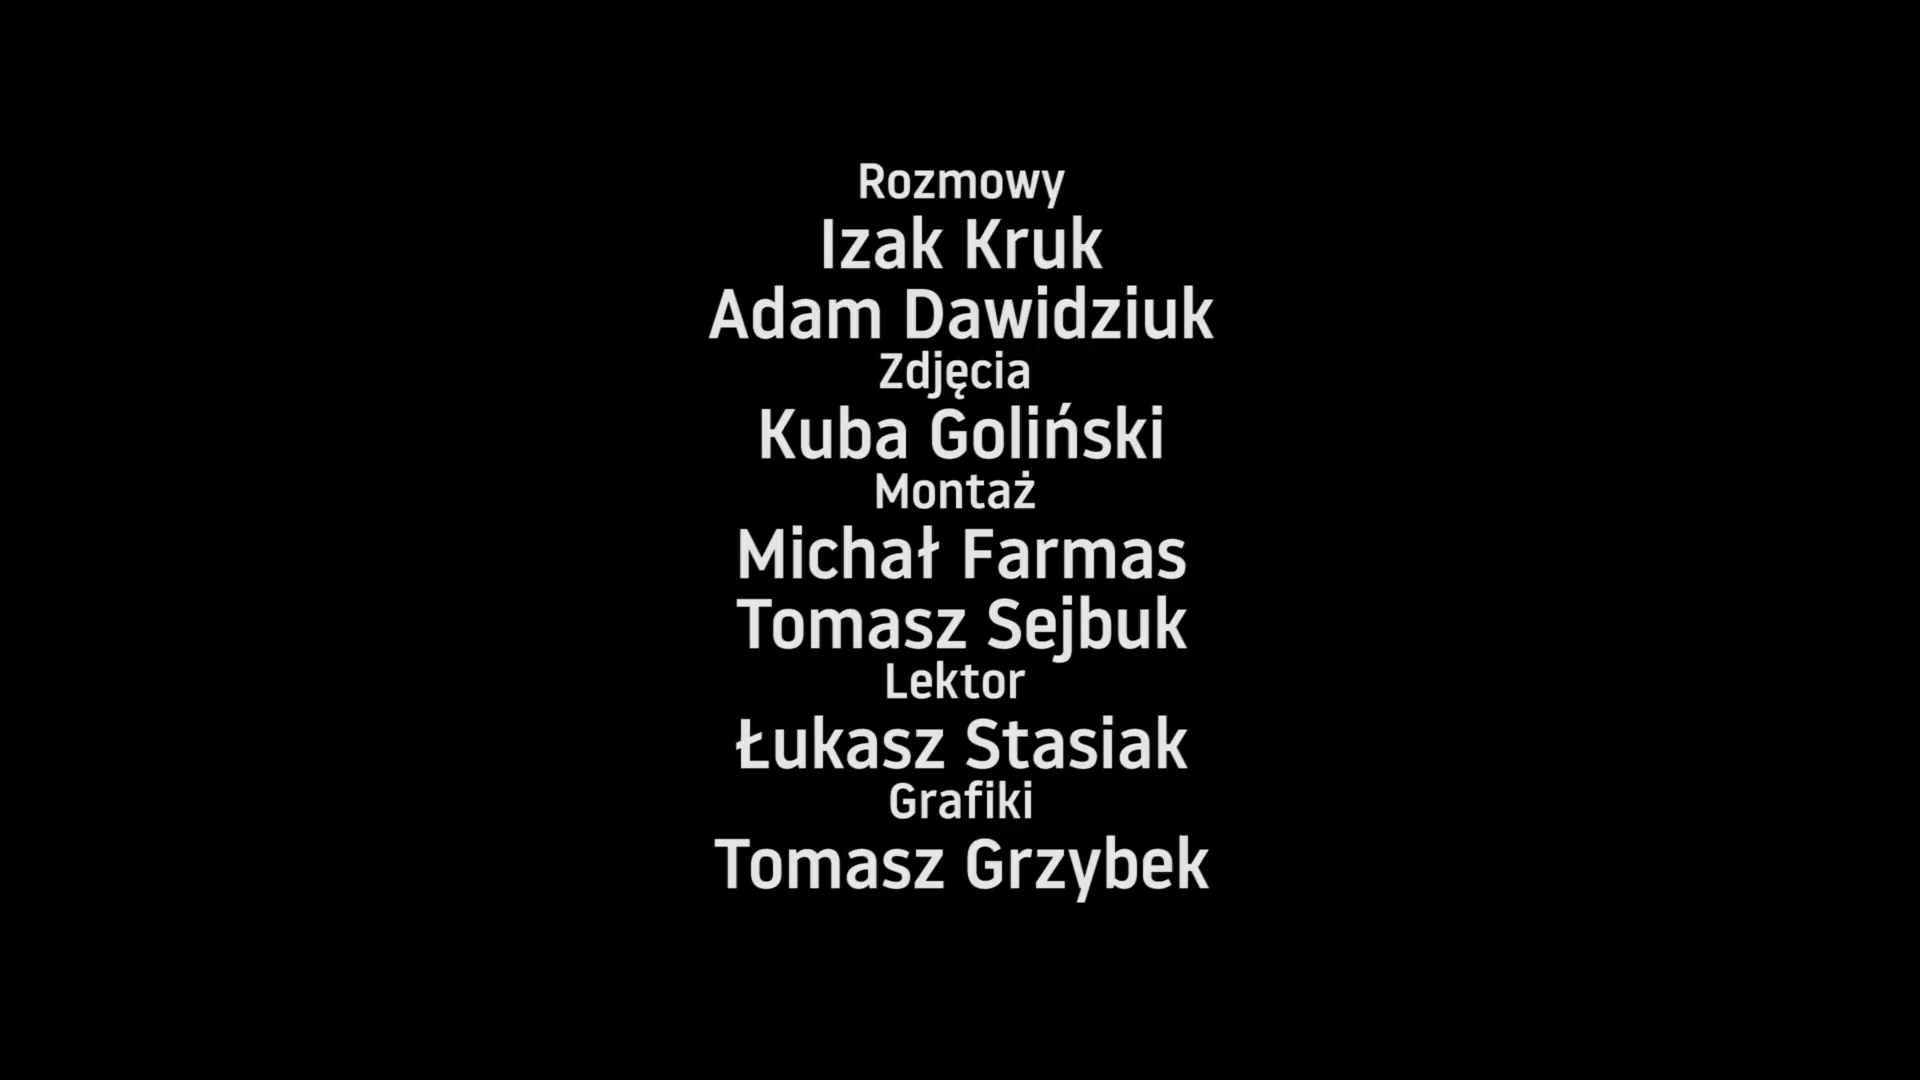 Rozmowy
Izak Kruk
Adam Dawidziuk
Zdjęcia
Kuba Goliński
Montaż
Michał Farmas
Tomasz Sejbuk
Lektor
Łukasz Stasiak
Grafiki
Tomasz Grzybek